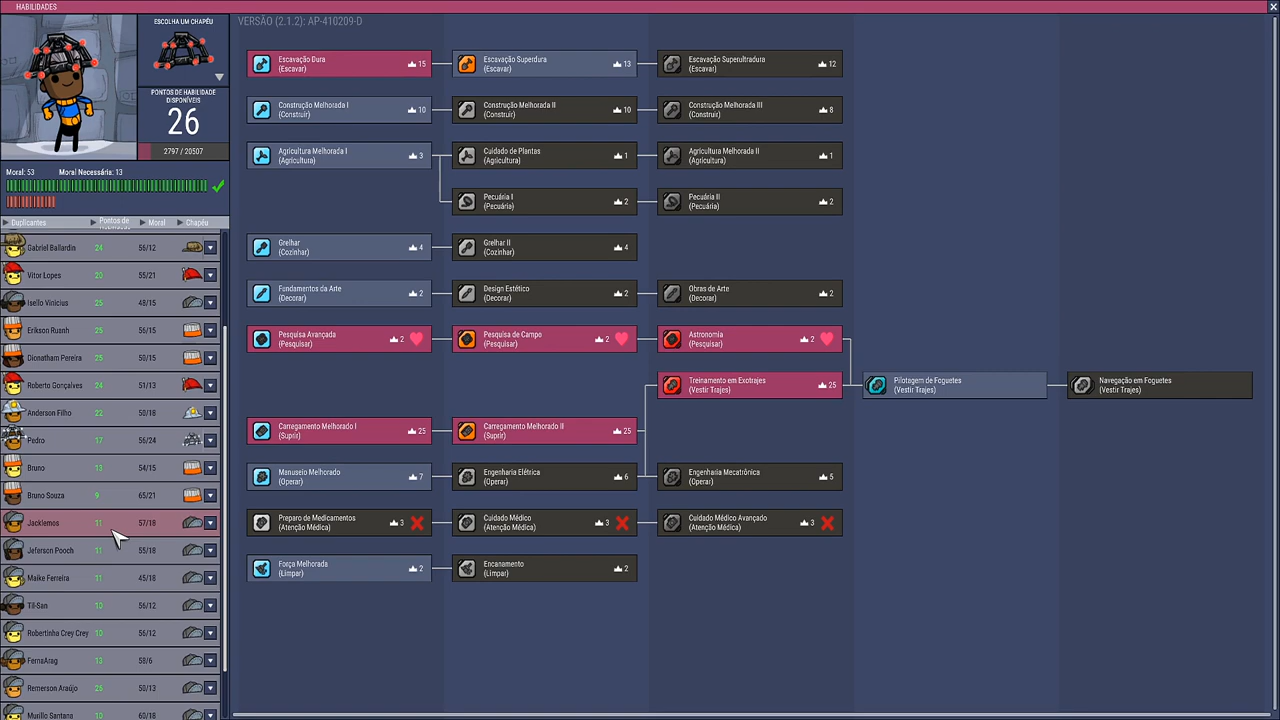 HABILIDADES
ESCOLHA UM CHAPÉU
PONTOS DE HABILIDADE
DISPONÍVEIS
26
2797 / 20507
Moral: 53 Moral Necessária: 13
Duplicantes Pontos de Habilidade Moral Chapéu
Gabriel Ballardin 24 56/12
Vitor Lopes 20 55/21
Isello Vinicius 25 48/15
Erikson Ruanh 25 56/15
Dionatham Pereira 25 50/15
Roberto Gonçalves 24 51/13
Anderson Filho 22 50/18
Pedro 17 56/24
Bruno 13 54/15
Bruno Souza 9 65/21
Jacklemos 11 57/18
Jeferson Pooch 11 55/18
Maike Ferreira 11 45/18
Til-San 10 56/12
Robertinha Crey Crey 10 56/12
FernaArag 13 58/6
Remerson Araújo 26 50/13
Musillo Santana 10 60/18
VERSÃO (2.1.2): AP-410209-D
Escavação Dura
(Escavar)
15
Escavação Superdura
(Escavar)
13
Escavação Superultradura
(Escavar)
12
Construção Melhorada I
(Construir)
10
Construção Melhorada II
(Construir)
10
Construção Melhorada III
(Construir)
8
Agricultura Melhorada I
(Agricultura)
3
Cuidado de Plantas
(Agricultura)
1
Agricultura Melhorada II
(Agricultura)
1
Pecuária I
(Pecuária)
2
Pecuária II
(Pecuária)
2
Grelhar
(Cozinhar)
4
Grelhar II
(Cozinhar)
4
Fundamentos da Arte
(Decorar)
2
Design Estético
(Decorar)
2
Obras de Arte
(Decorar)
2
Pesquisa Avançada
(Pesquisar)
2
Pesquisa de Campo
(Pesquisar)
2
Astronomia
(Pesquisar)
2
Treinamento em Exotrajes
(Vestir Trajes)
25
Pilotagem de Foguetes
(Vestir Trajes)
Navegação em Foguetes
(Vestir Trajes)
Carregamento Melhorado I
(Suprir)
25
Carregamento Melhorado II
(Suprir)
25
Manuseio Melhorado
(Operar)
7
Engenharia Elétrica
(Operar)
6
Engenharia Mecatrônica
(Operar)
5
Preparo de Medicamentos
(Atenção Médica)
3
Cuidado Médico
(Atenção Médica)
3
Cuidado Médico Avançado
(Atenção Médica)
3
Força Melhorada
(Limpar)
2
Encanamento
(Limpar)
2